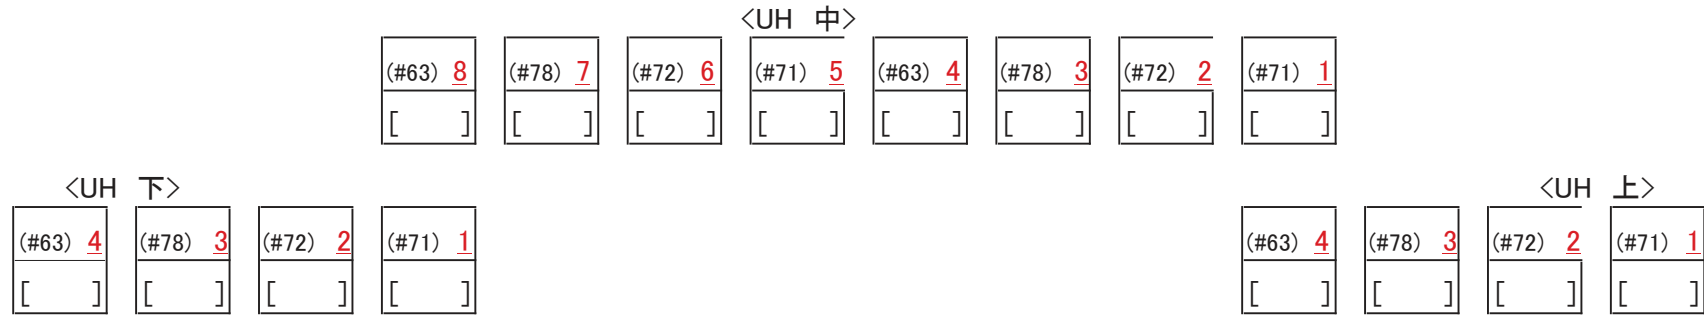 <UH 中>
(#63) 8 (#78) 7 (#72) 6 (#71) 5 (#63) 4 (#78) 3 (#72) 2 (#71) 1
[ ] [ ] [ ] [ ] [ ] [ ] [ ] [ ]
<UH 下> <UH 上>
(#63) 4 (#78) 3 (#72) 2 (#71) 1 (#63) 4 (#78) 3 (#72) 2 (#71) 1
[ ] [ ] [ ] [ ] [ ] [ ] [ ] [ ]